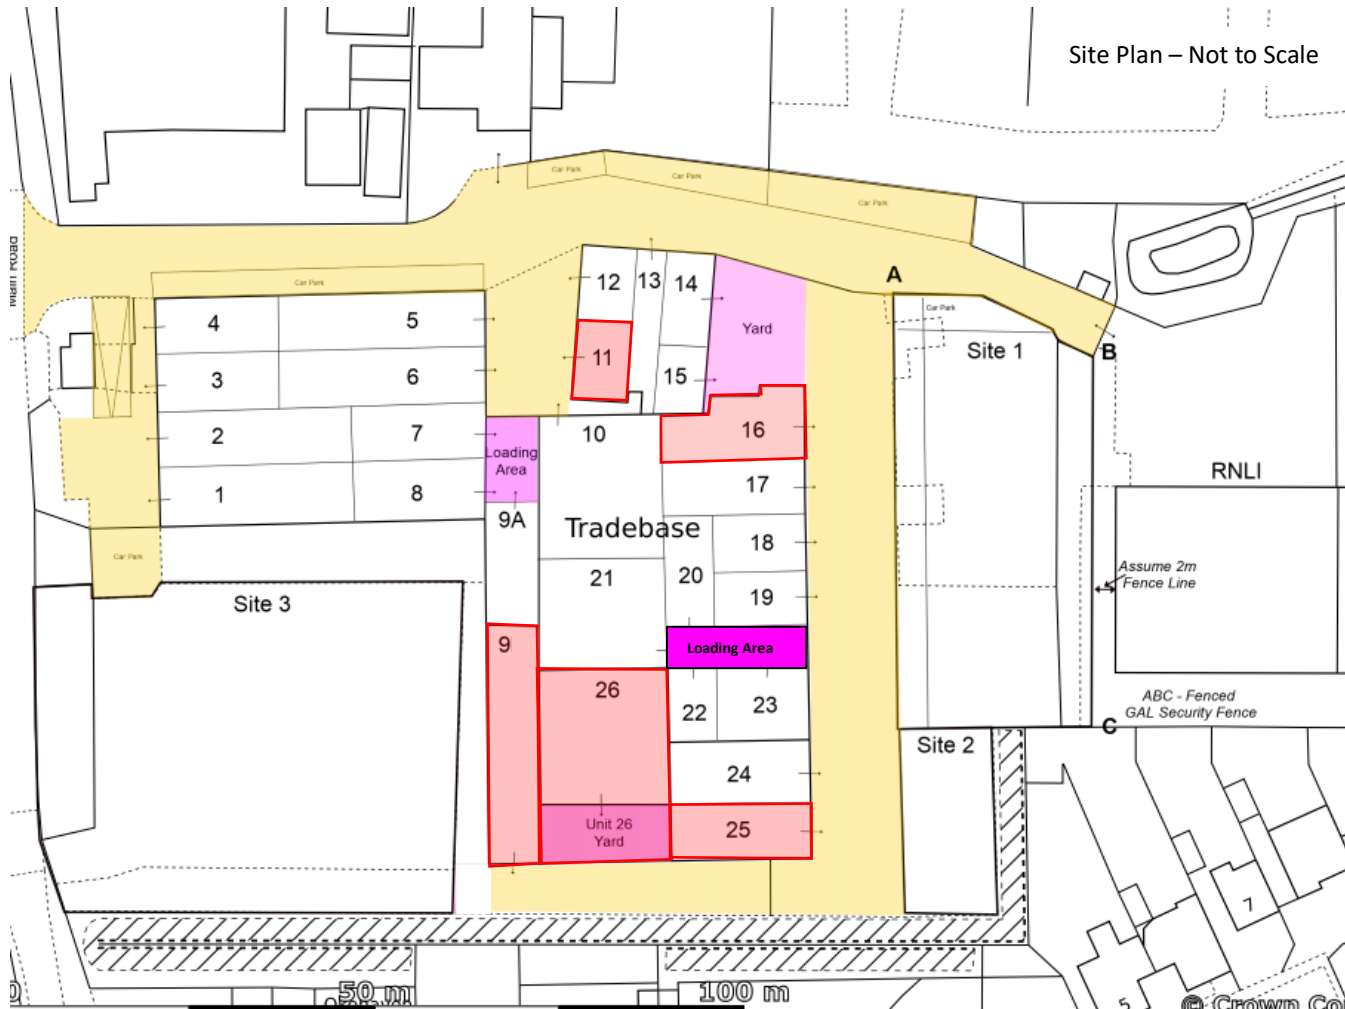 Site Plan – Not to Scale
Car Park
Car Park
Car Park
Main Road
Car Park
12
13
14
A
Car Park
4
5
Yard
Site 1
B
11
3
6
15
2
7
10
16
Loading
Area
RNLI
1
8
17
9A
Tradebase
18
Car Park
21
20
Assume 2m
Fence Line
Site 3
19
9
Loading Area
26
22
23
ABC - Fenced
GAL Security Fence
C
Site 2
24
Unit 26
Yard
25
7
50 m
100 m
5